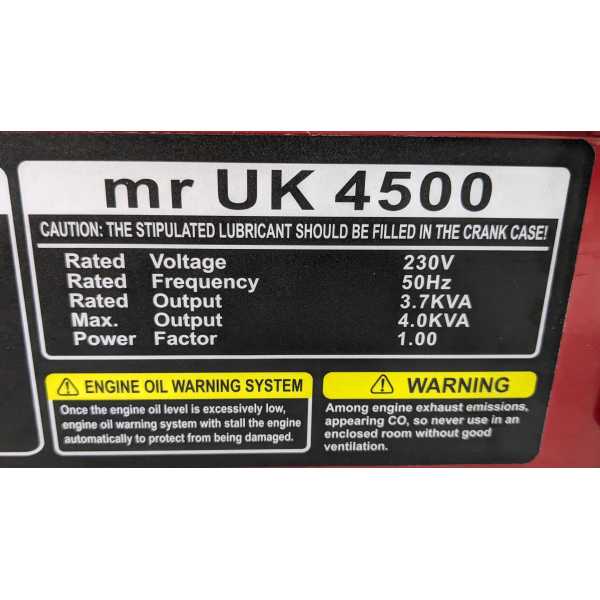 mr UK 4500
CAUTION: THE STIPULATED LUBRICANT SHOULD BE FILLED IN THE CRANK CASE!
Rated Voltage 230V
Rated Frequency 50Hz
Rated Output 3.7KVA
Max. Output 4.0KVA
Power Factor 1.00
ENGINE OIL WARNING SYSTEM
Once the engine oil level is excessively low,
engine oil warning system with stall the engine
automatically to protect from being damaged.
WARNING
Among engine exhaust emissions,
appearing CO, so never use in an
enclosed room without good
ventilation.